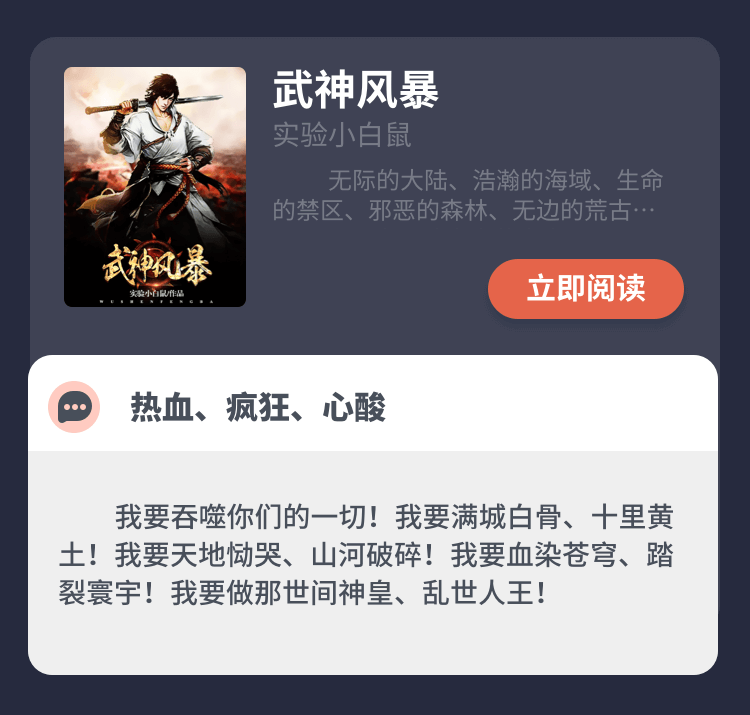 武神风暴
实验小白鼠
无际的大陆、浩瀚的海域、生命
的禁区、邪恶的森林、无边的荒古…
武神风暴
实验小白鼠/作品
WUSHENFENGBA
立即阅读
热血、疯狂、心酸
我要吞噬你们的一切！我要满城白骨、十里黄
土！我要天地恸哭、山河破碎！我要血染苍穹、踏
裂寰宇！我要做那世间神皇、乱世人王！